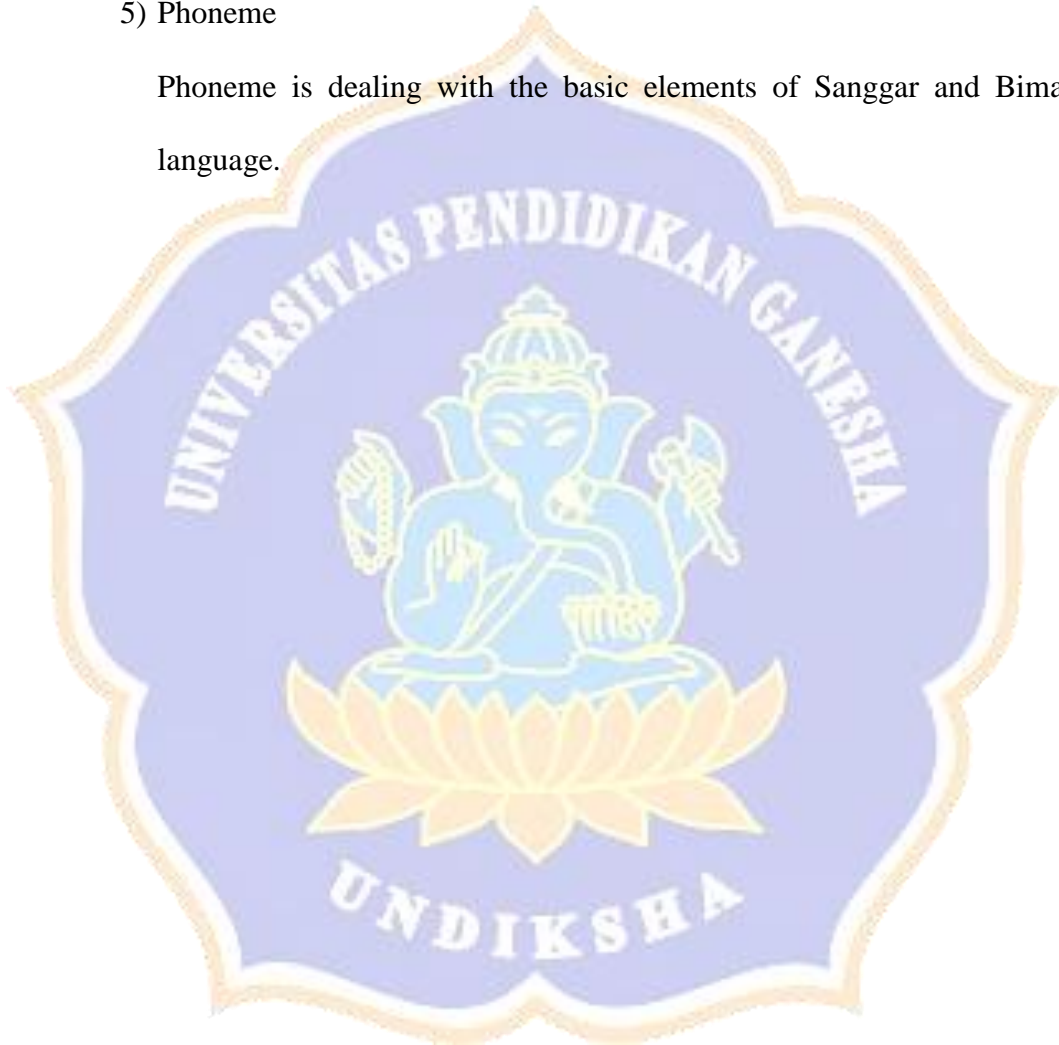 5) Phoneme
Phoneme is dealing with the basic elements of Sanggar and Bima
language.
UNIVERSITAS PENDIDIKAN GANESHA
UNDIKSHA